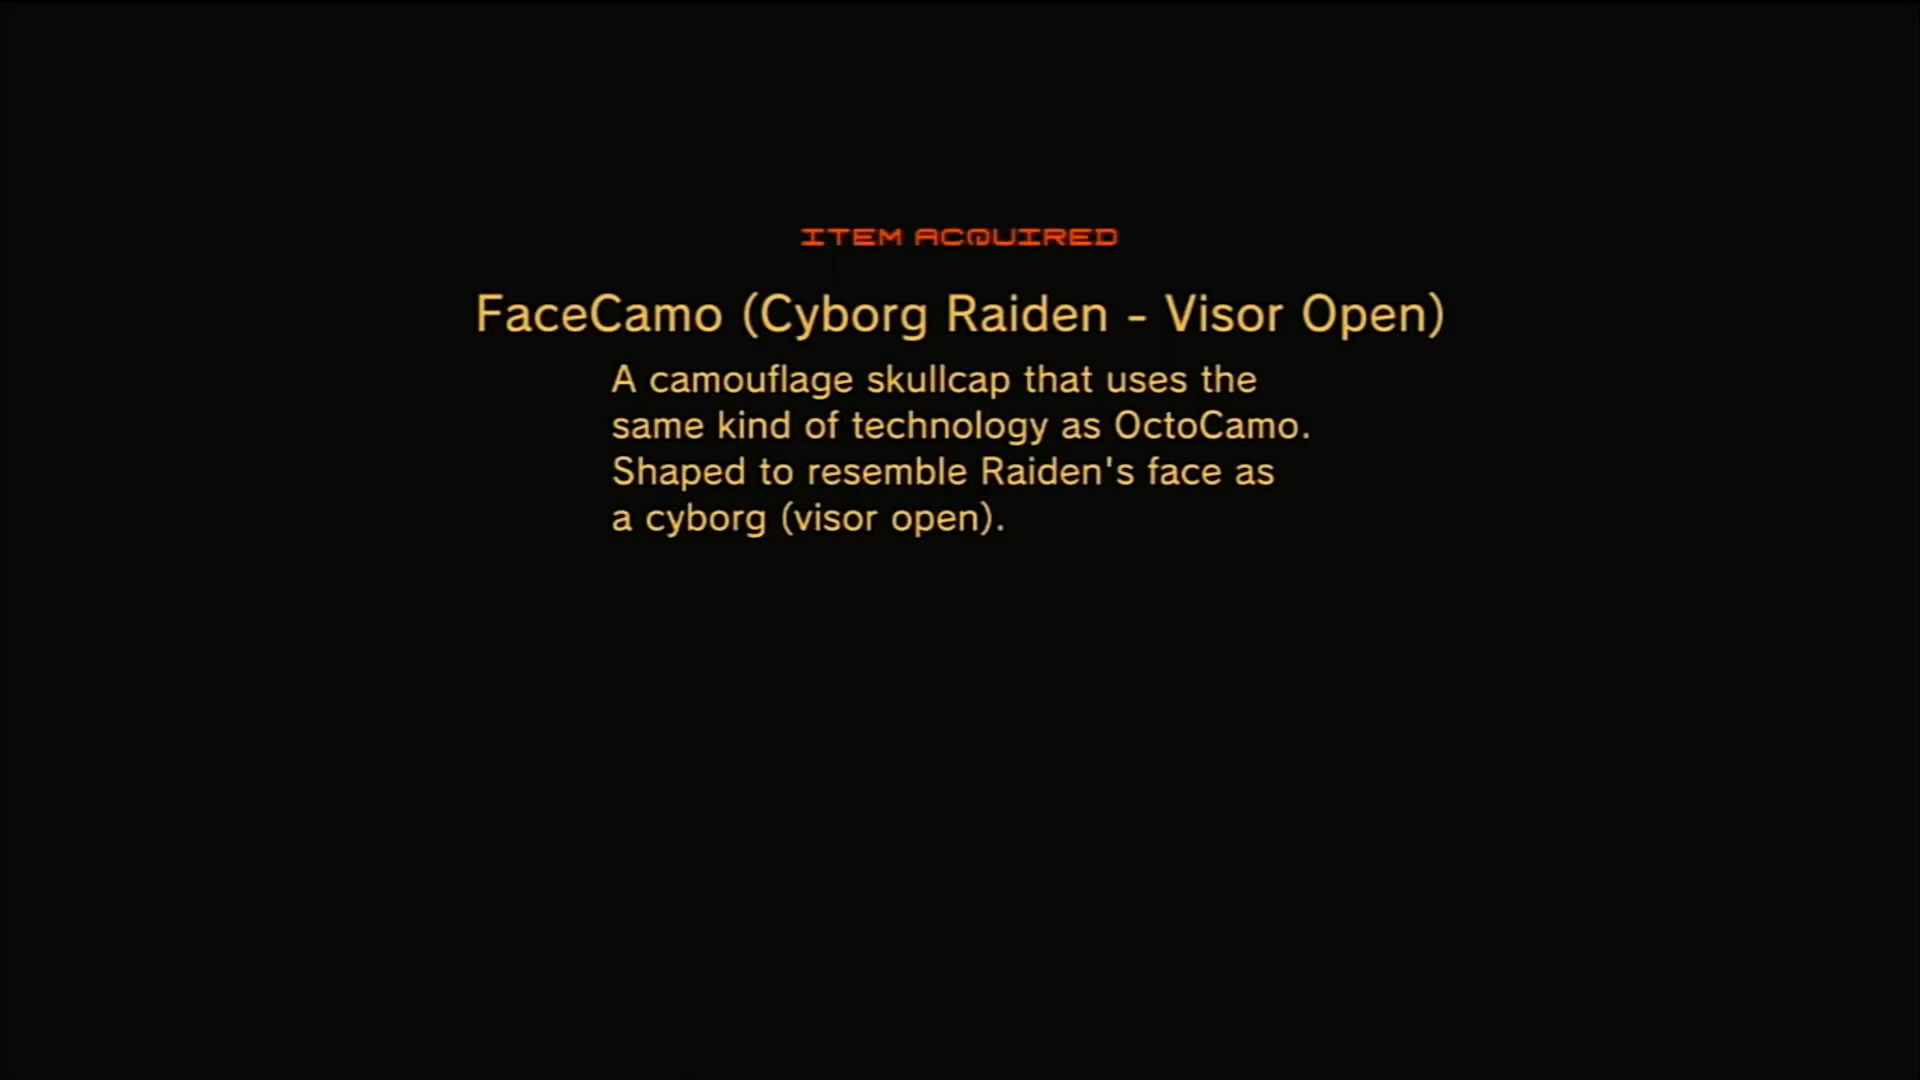 ITEM ACQUIRED
FaceCamo (Cyborg Raiden - Visor Open)
A camouflage skullcap that uses the
same kind of technology as OctoCamo.
Shaped to resemble Raiden's face as
a cyborg (visor open).